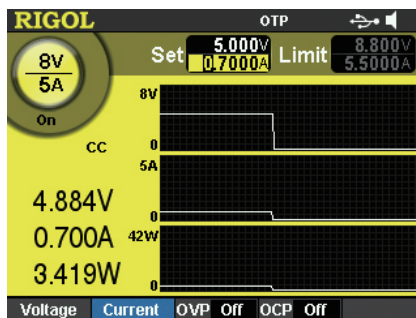 RIGOL OTP
8V
5A
On
Set 5.000V
0.7000A
Limit 8.800V
5.5000A
CC
8V
0
5A
0
42W
0
4.884V
0.700A
3.419W
Voltage Current OVP Off OCP Off